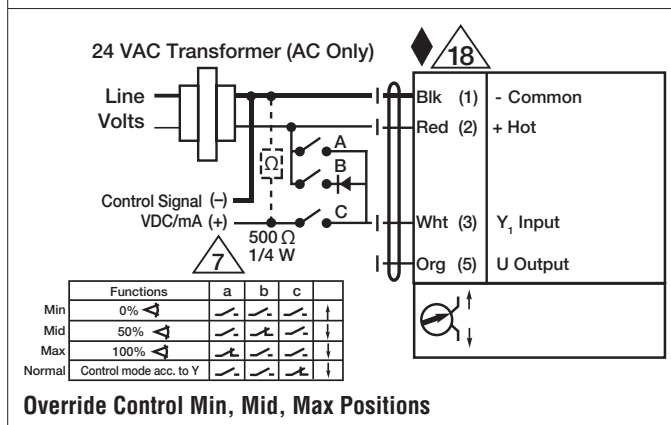 24 VAC Transformer (AC Only)
18
Line
Volts
Blk (1) - Common
Red (2) + Hot
A
Ω
B
Control Signal (–)
VDC/mA (+)
C
Wht (3) Y1 Input
500 Ω
1/4 W
7
Org (5) U Output
Functions a b c
Min 0%
Mid 50%
Max 100%
Normal Control mode acc. to Y
Override Control Min, Mid, Max Positions